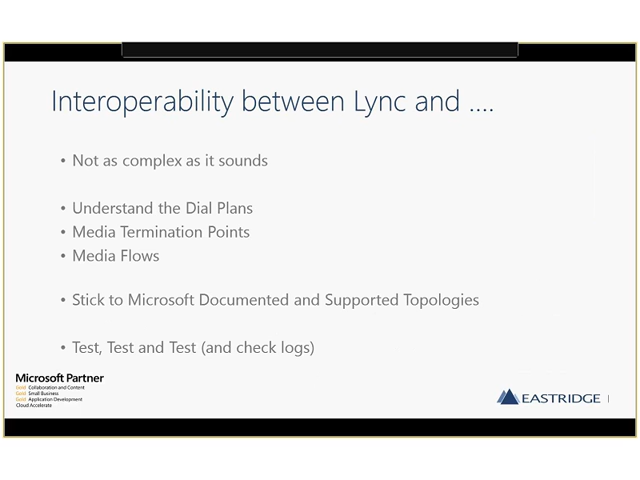 Interoperability between Lync and ....
• Not as complex as it sounds
• Understand the Dial Plans
• Media Termination Points
• Media Flows
• Stick to Microsoft Documented and Supported Topologies
• Test, Test and Test (and check logs)
Microsoft Partner
Gold Collaboration and Content
Gold Small Business
Gold Application Development
Cloud Accelerate
EASTRIDGE |